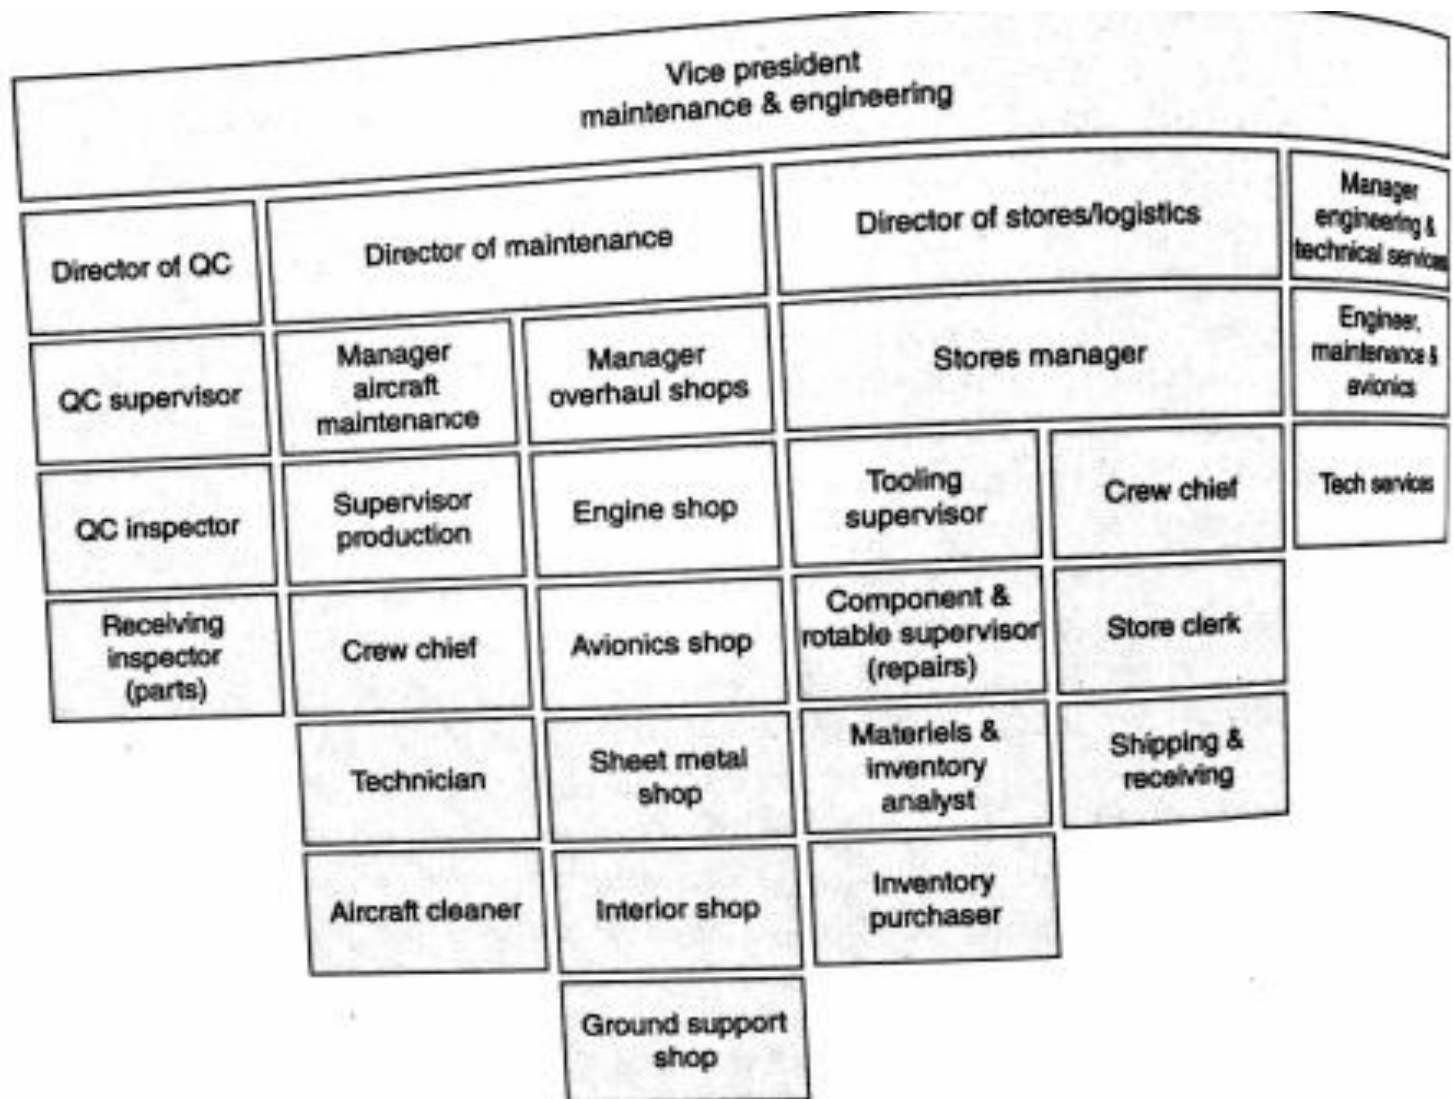 Vice president
maintenance & engineering
Director of QC
Director of maintenance
Director of stores/logistics
Manager
engineering &
technical services
QC supervisor
Manager
aircraft
maintenance
Manager
overhaul shops
Stores manager
Engineer,
maintenance &
avionics
QC inspector
Supervisor
production
Engine shop
Tooling
supervisor
Crew chief
Tech services
Receiving
inspector
(parts)
Crew chief
Avionics shop
Component &
rotable supervisor
(repairs)
Store clerk
Technician
Sheet metal
shop
Materiels &
inventory
analyst
Shipping &
receiving
Aircraft cleaner
Interior shop
Inventory
purchaser
Ground support
shop